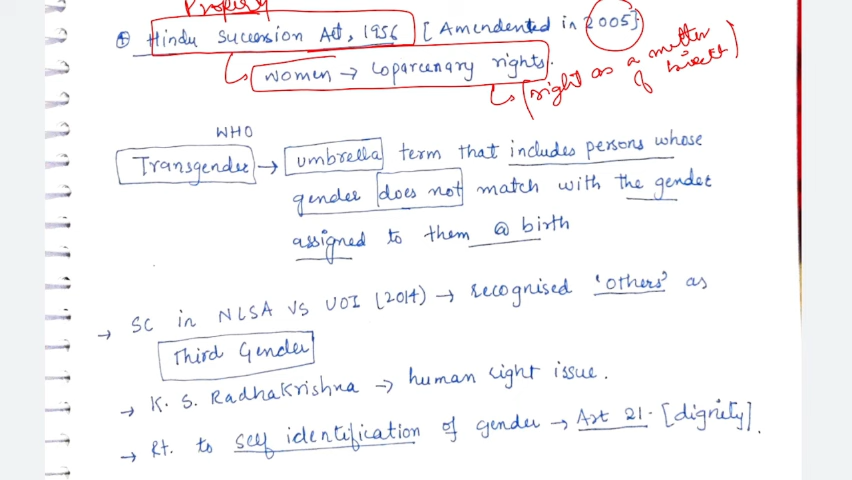 Property
④ Hindu Succession Act, 1956 [Amendented in 2005}
women → coparcenary rights.
(right as a matter
of birth)
WHO
Transgender → umbrella term that includes persons whose
gender does not match with the gender
assigned to them @ birth
→ SC in NLSA VS UOI (2014) → recognised 'others' as
Third Gender
→ K. S. RadhaKrishna → human right issue.
→ Rt. to self identification of gender → Art 21. [dignity].